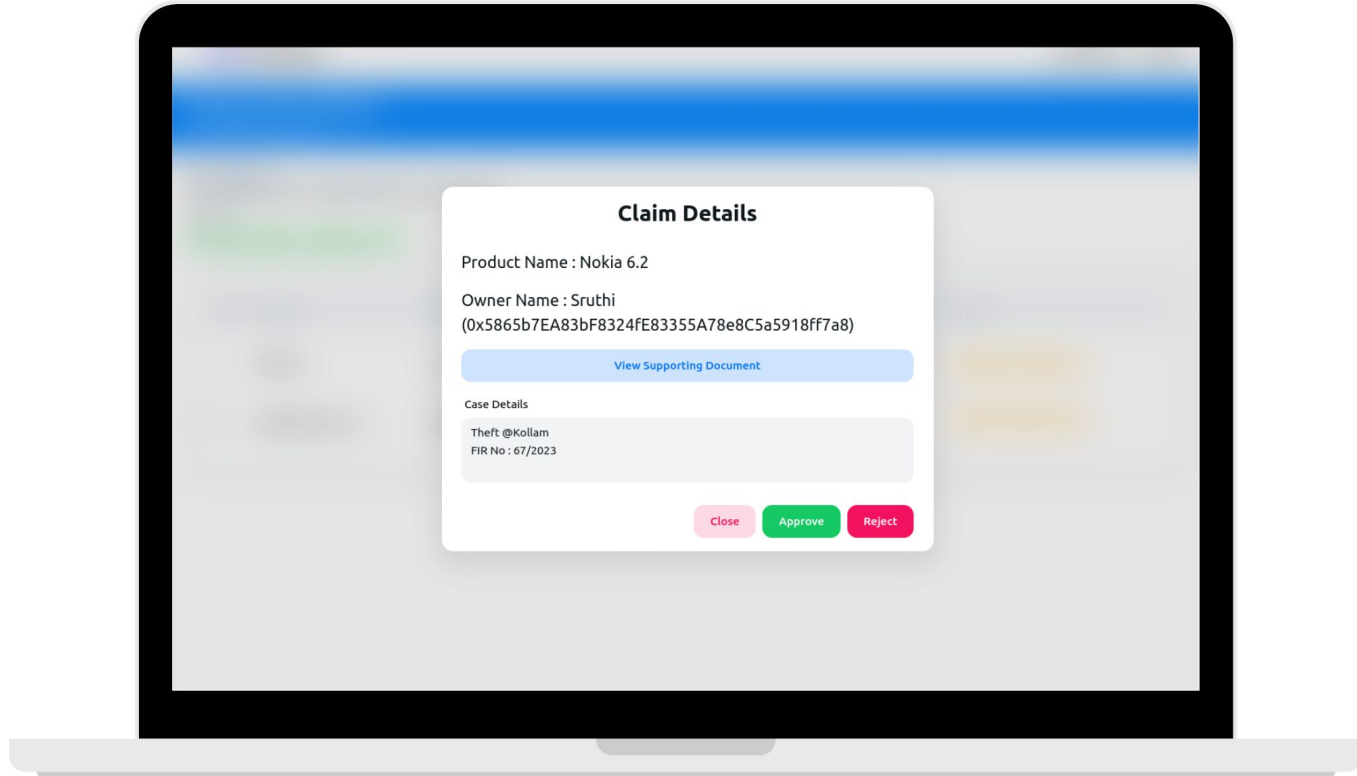 Claim Details
Product Name : Nokia 6.2
Owner Name : Sruthi
(0x5865b7EA83bF8324fE83355A78e8C5a5918ff7a8)
View Supporting Document
Case Details
Theft @Kollam
FIR No : 67/2023
Close Approve Reject